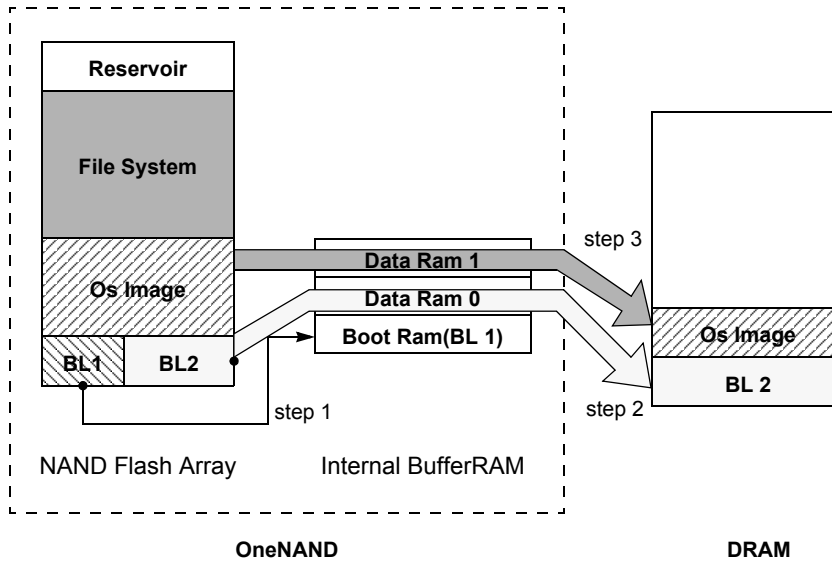 Reservoir
File System
step 3
Data Ram 1
Os Image
Data Ram 0
Os Image
Boot Ram(BL 1)
BL1
BL2
BL 2
step 1
step 2
NAND Flash Array
Internal BufferRAM
OneNAND
DRAM